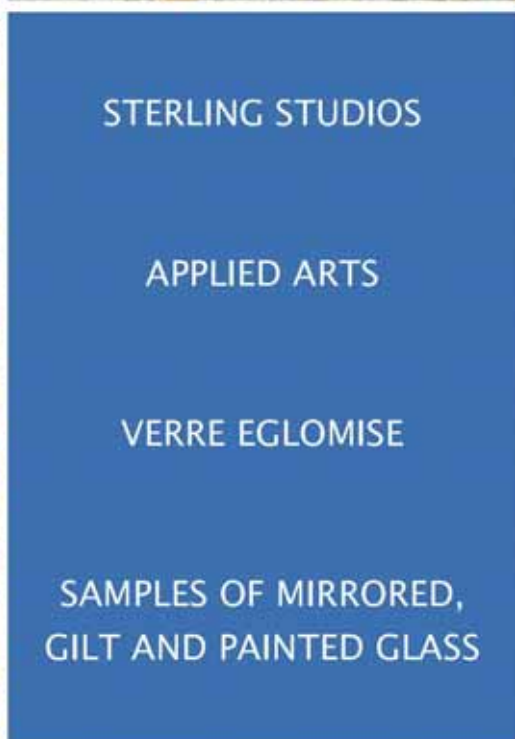 STERLING STUDIOS
APPLIED ARTS
VERRE EGLOMISE
SAMPLES OF MIRRORED,
GILT AND PAINTED GLASS